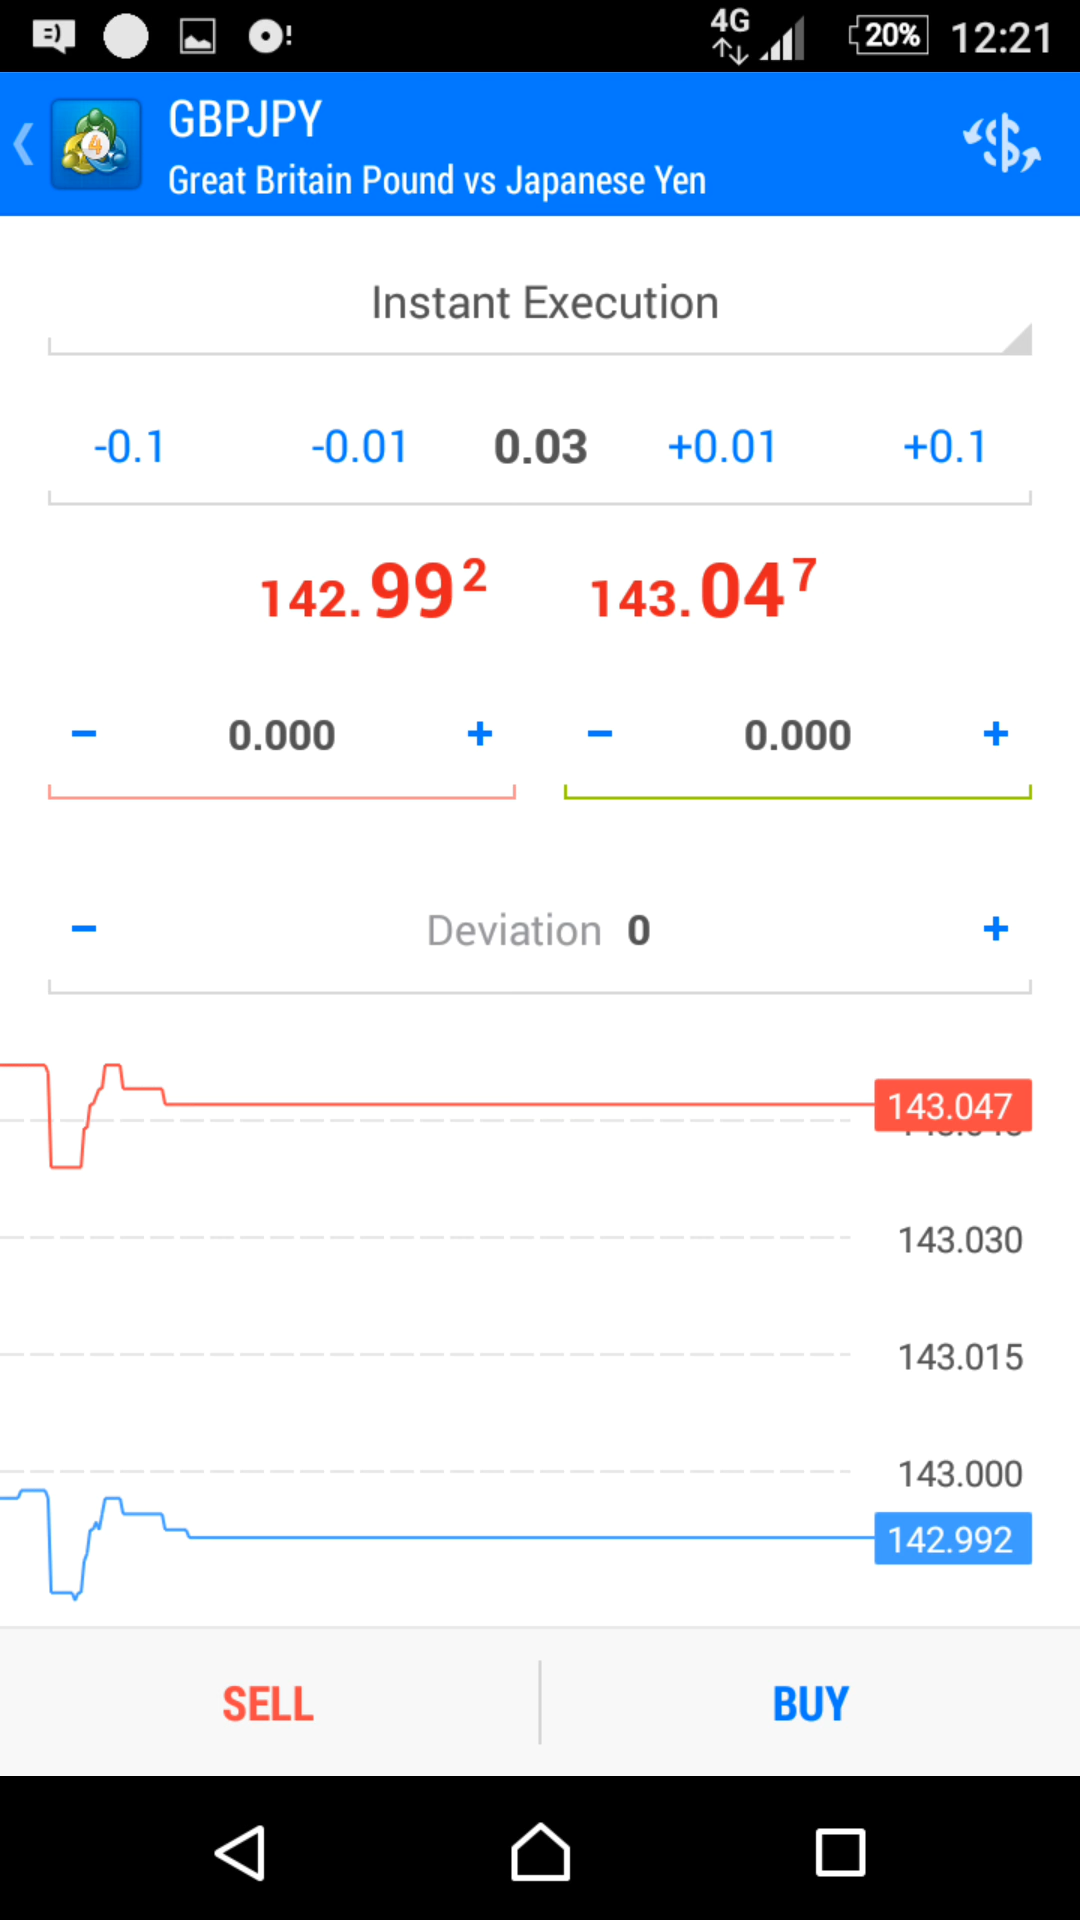 4G 20% 12:21
4
GBPJPY
Great Britain Pound vs Japanese Yen
Instant Execution
-0.1 -0.01 0.03 +0.01 +0.1
142.992 143.047
- 0.000 + - 0.000 +
- Deviation 0 +
143.047
143.030
143.015
143.000
142.992
SELL BUY